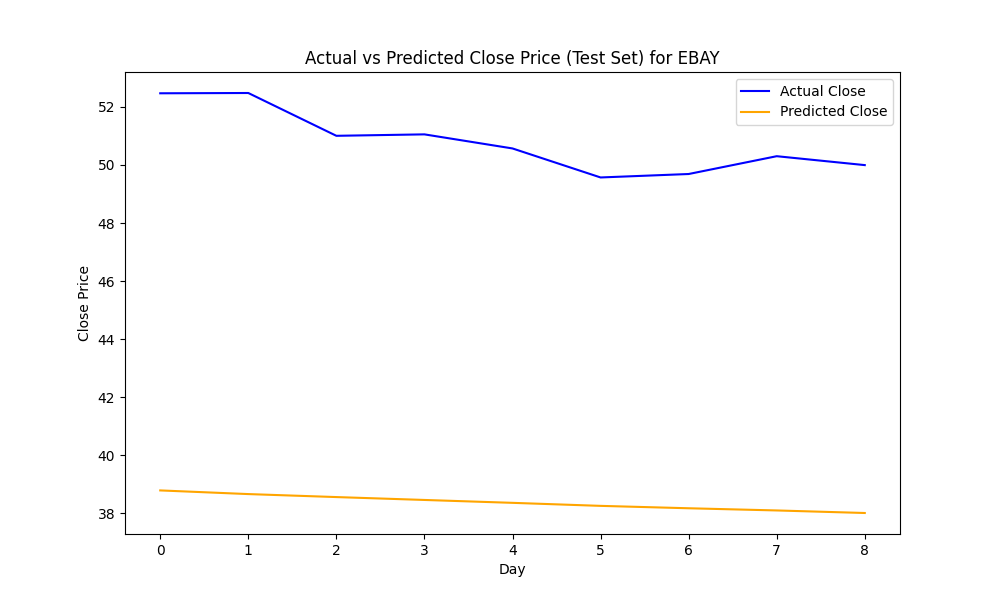 Actual vs Predicted Close Price (Test Set) for EBAY
Actual Close
Predicted Close
Close Price
52
50
48
46
44
42
40
38
0 1 2 3 4 5 6 7 8
Day